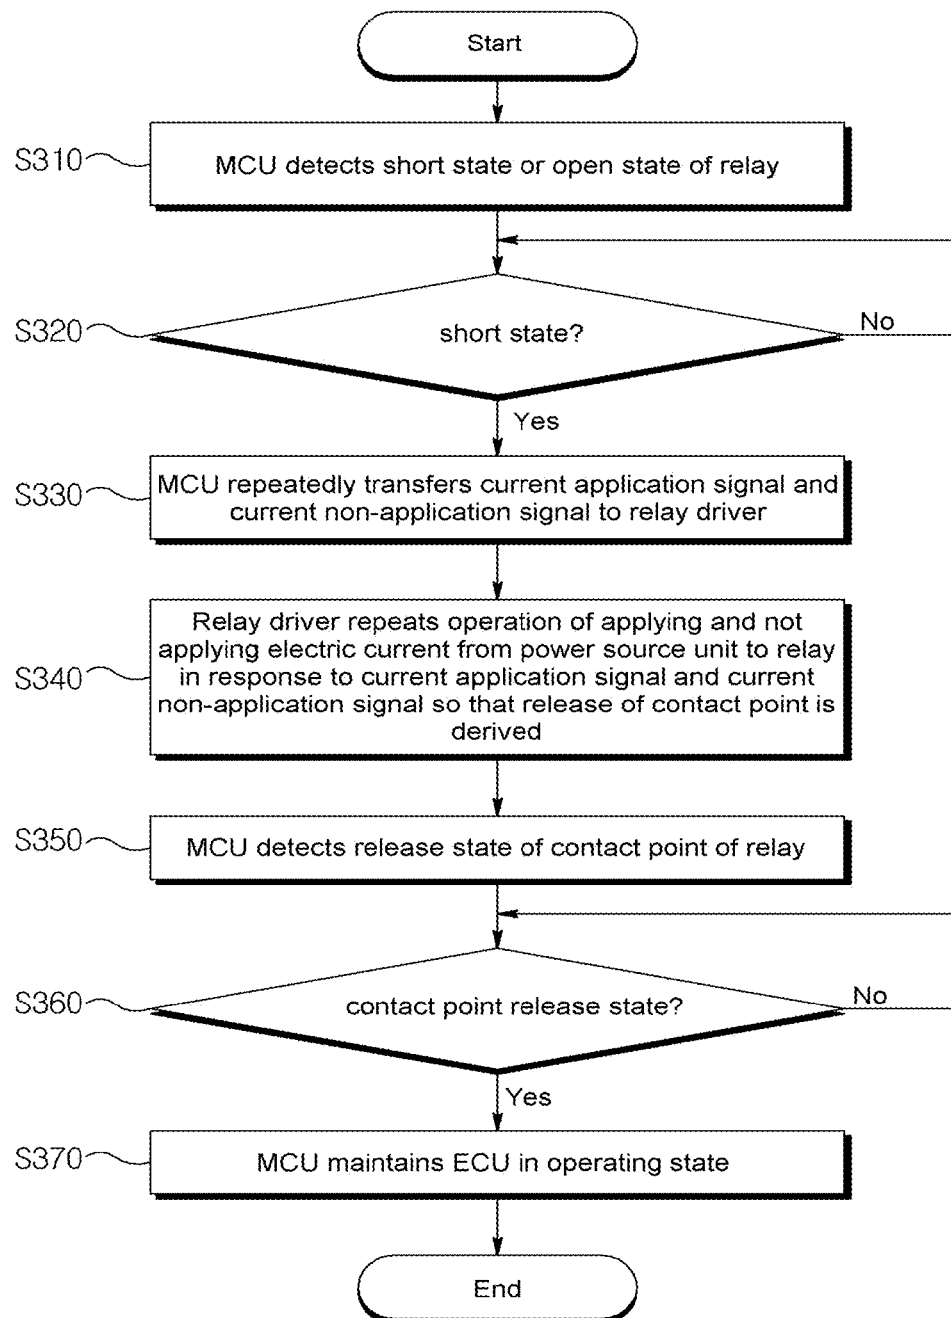 Start
S310
MCU detects short state or open state of relay
S320
short state?
No
Yes
S330
MCU repeatedly transfers current application signal and
current non-application signal to relay driver
S340
Relay driver repeats operation of applying and not
applying electric current from power source unit to relay
in response to current application signal and current
non-application signal so that release of contact point is
derived
S350
MCU detects release state of contact point of relay
S360
contact point release state?
No
Yes
S370
MCU maintains ECU in operating state
End